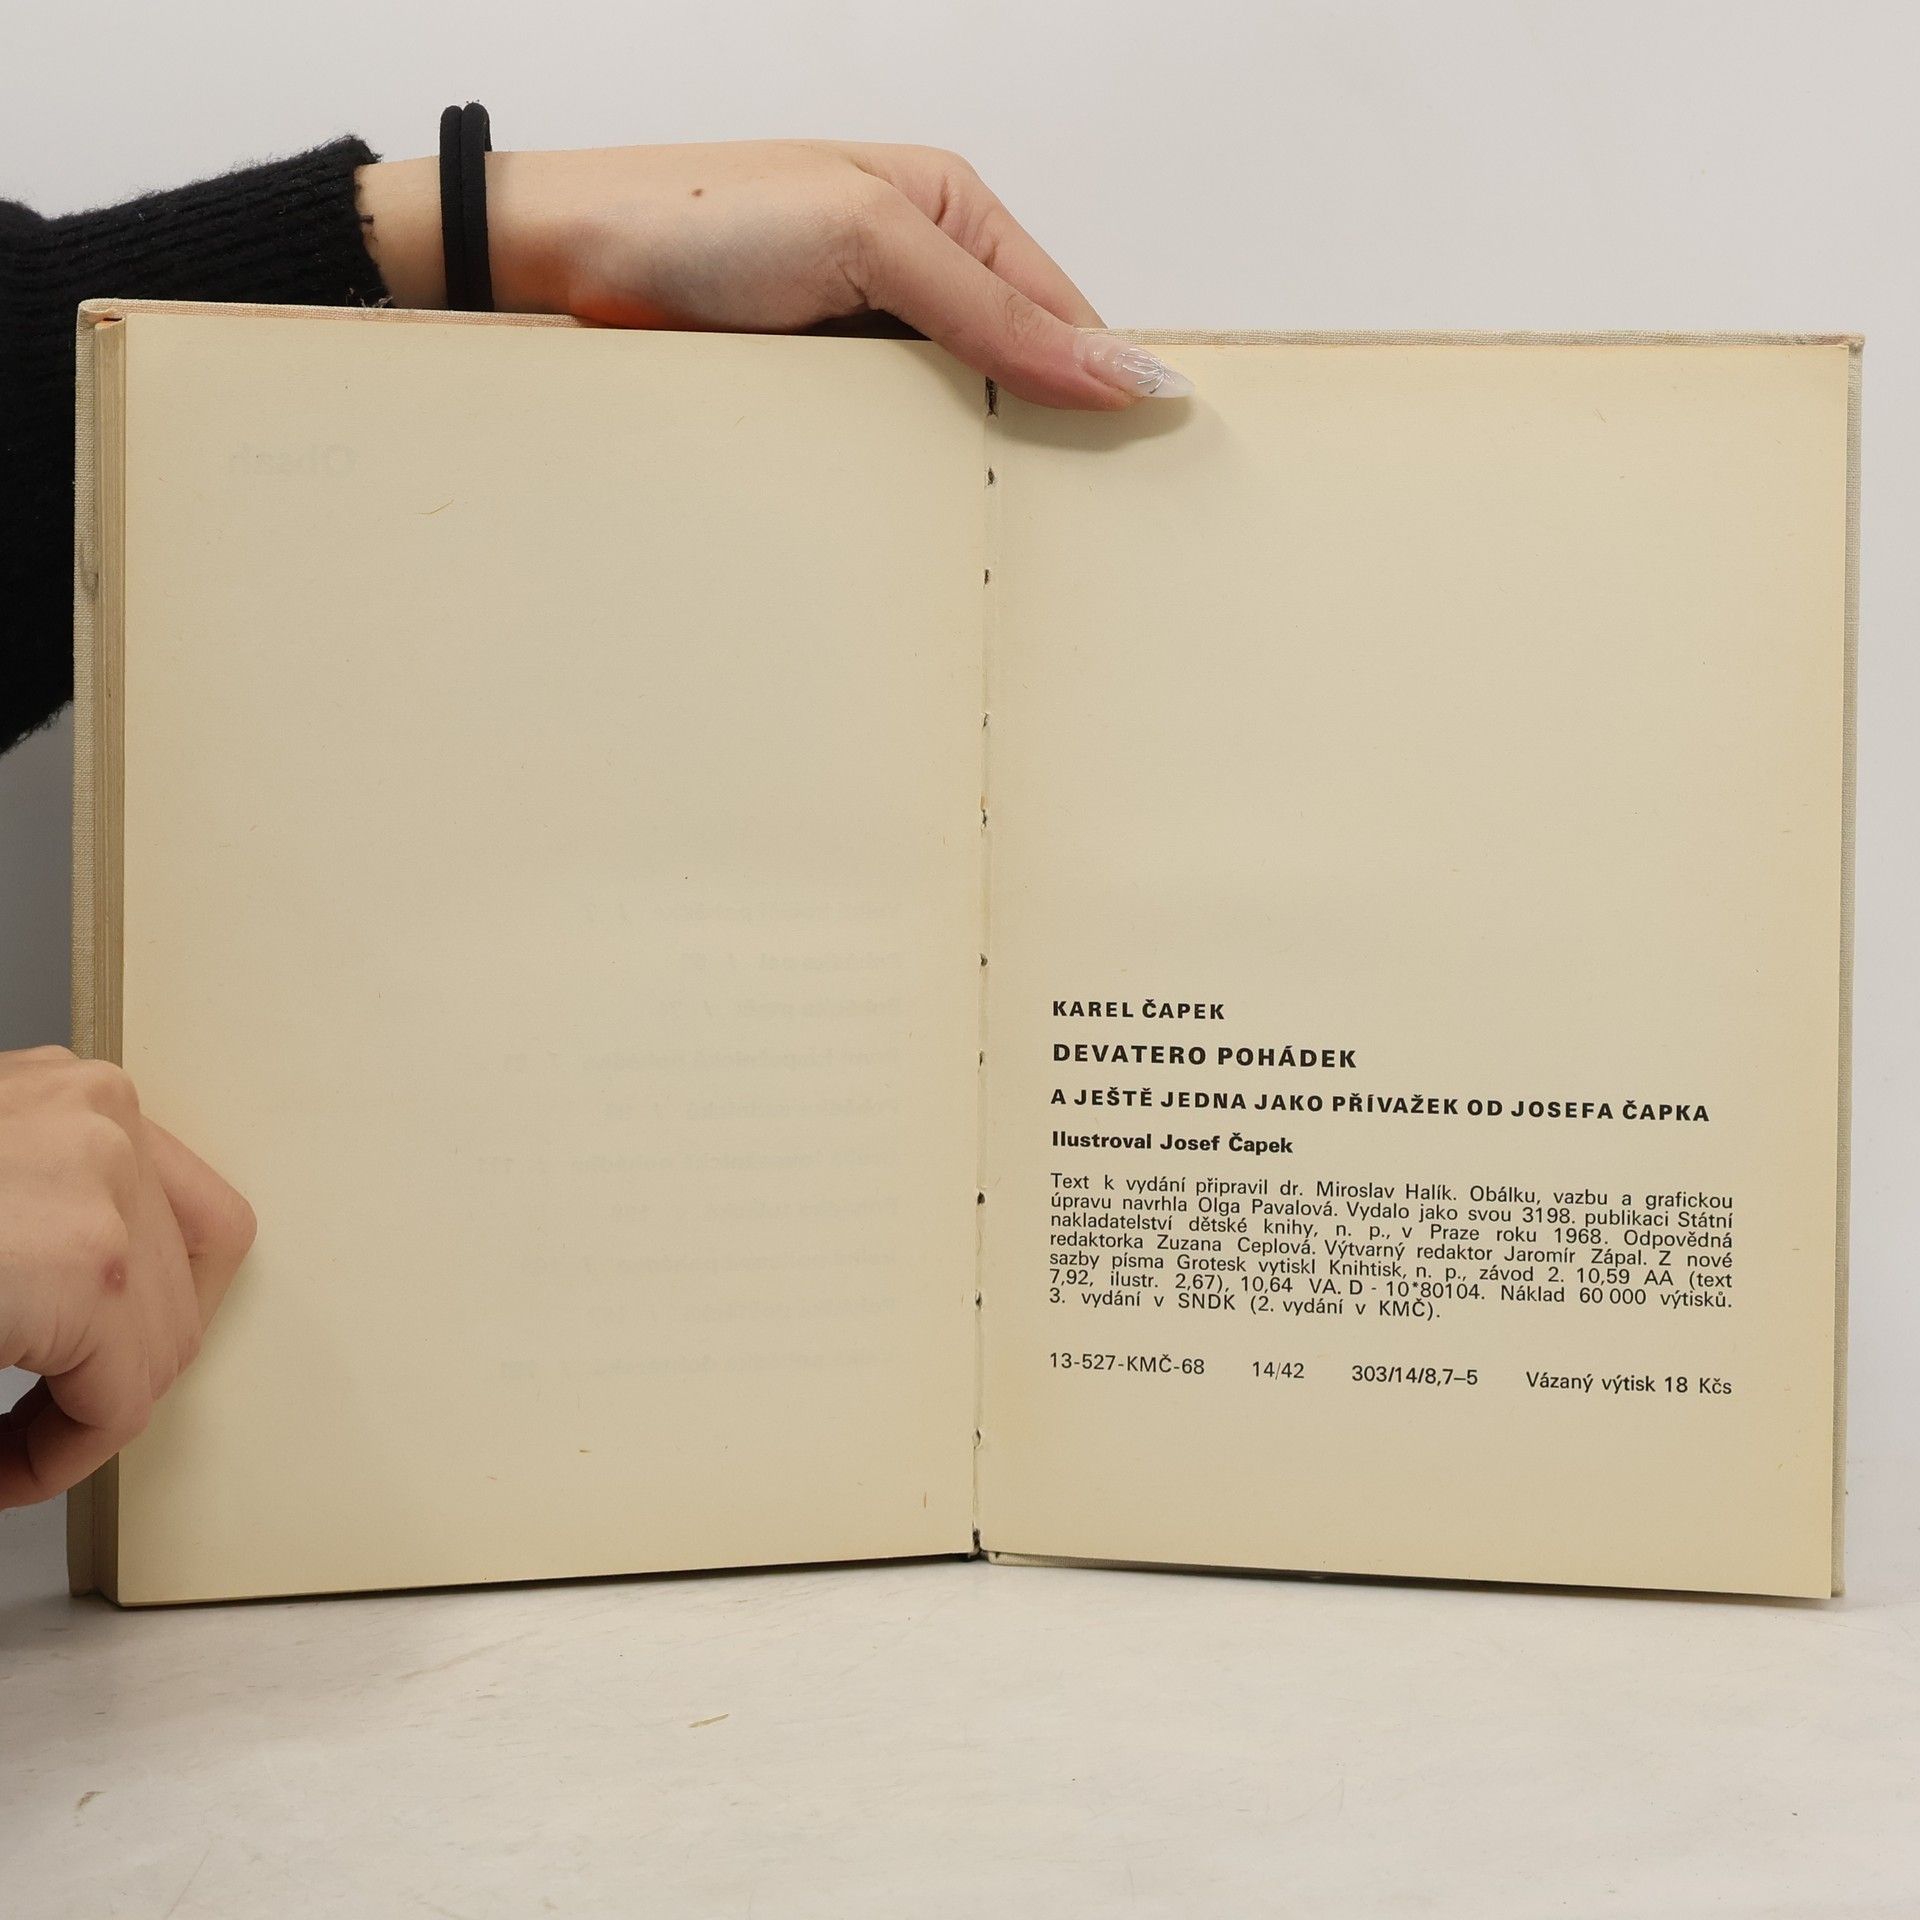 KAREL ČAPEK
DEVATERO POHÁDEK
A JEŠTĚ JEDNA JAKO PŘÍVAŽEK OD JOSEFA ČAPKA
Ilustroval Josef Čapek
Text k vydání připravil dr. Miroslav Halík. Obálku, vazbu a grafickou
úpravu navrhla Olga Pavalová. Vydalo jako svou 3198. publikaci Státní
nakladatelství dětské knihy, n. p., v Praze roku 1968. Odpovědná
redaktorka Zuzana Ceplová. Výtvarný redaktor Jaromír Zápal. Z nové
sazby písma Grotesk vytiskl Knihtisk, n. p., závod 2. 10,59 AA (text
7,92, ilustr. 2,67), 10,64 VA. D - 10*80104. Náklad 60 000 výtisků.
3. vydání v SNDK (2. vydání v KMČ).
13-527-KMČ-68 14/42 303/14/8,7–5 Vázaný výtisk 18 Kčs